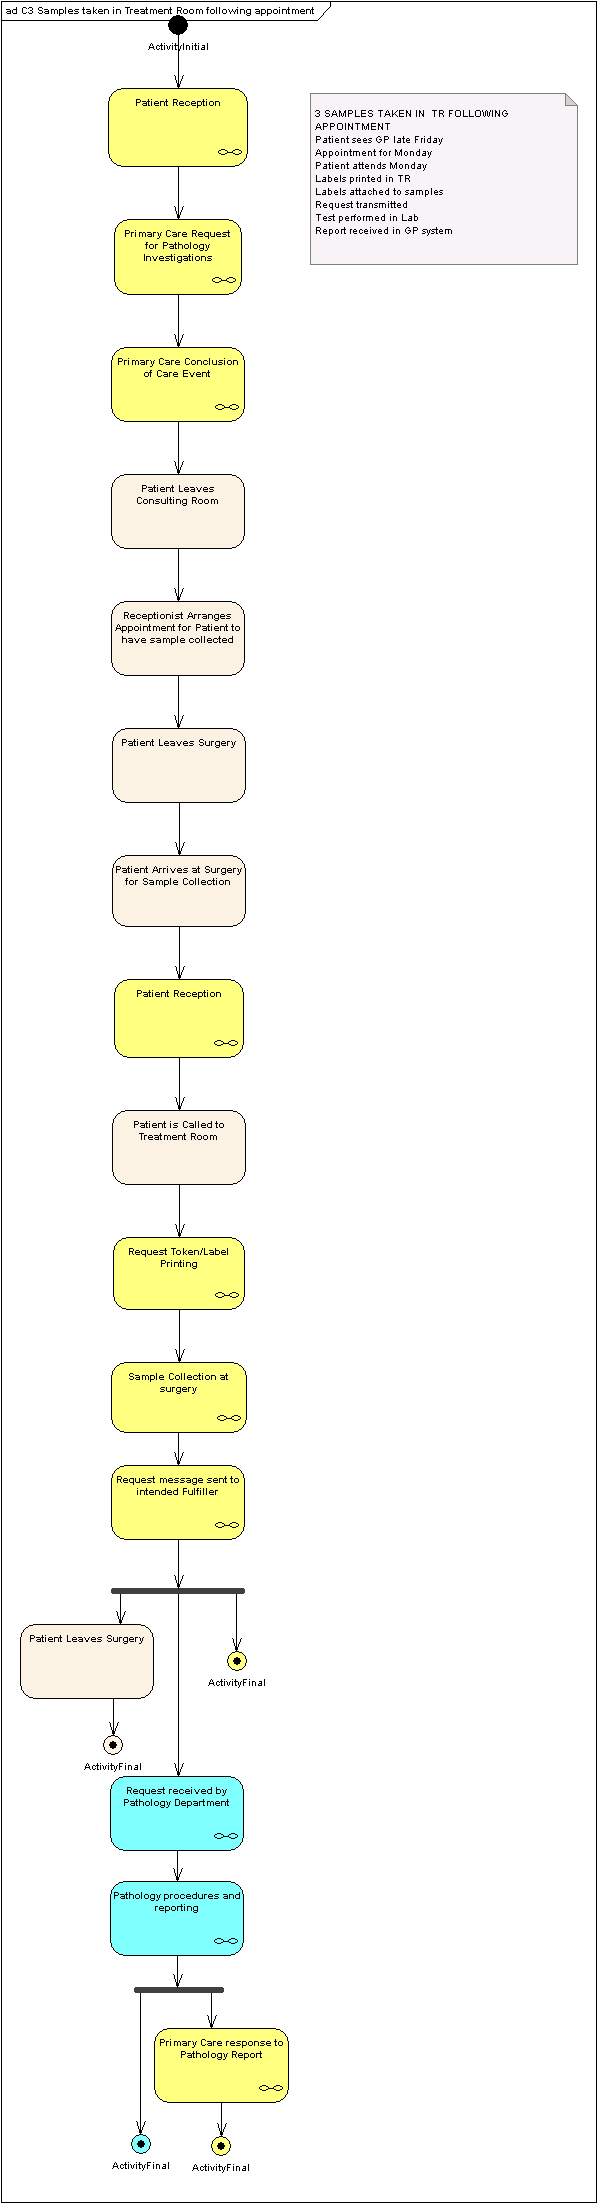 ad C3 Samples taken in Treatment Room following appointment
ActivityInitial
Patient Reception
3 SAMPLES TAKEN IN TR FOLLOWING
APPOINTMENT
Patient sees GP late Friday
Appointment for Monday
Patient attends Monday
Labels printed in TR
Labels attached to samples
Request transmitted
Test performed in Lab
Report received in GP system
Primary Care Request
for Pathology
Investigations
Primary Care Conclusion
of Care Event
Patient Leaves
Consulting Room
Receptionist Arranges
Appointment for Patient to
have sample collected
Patient Leaves Surgery
Patient Arrives at Surgery
for Sample Collection
Patient Reception
Patient is Called to
Treatment Room
Request Token/Label
Printing
Sample Collection at
surgery
Request message sent to
intended Fulfiller
Patient Leaves Surgery
ActivityFinal
ActivityFinal
Request received by
Pathology Department
Pathology procedures and
reporting
Primary Care response to
Pathology Report
ActivityFinal
ActivityFinal